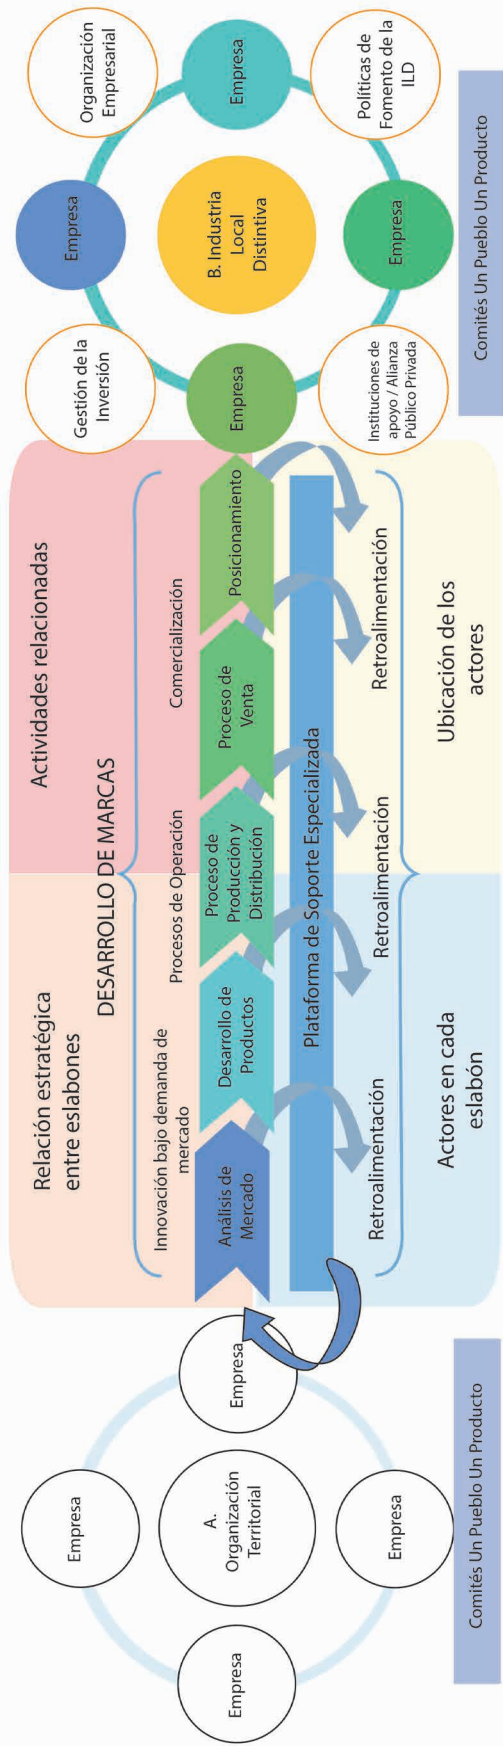 Empresa
Empresa
A.
Organización
Territorial
Empresa
Empresa
Comités Un Pueblo Un Producto
Relación estratégica
entre eslabones
Actividades relacionadas
DESARROLLO DE MARCAS
Innovación bajo demanda de
mercado
Procesos de Operación
Comercialización
Análisis de
Mercado
Desarrollo de
Productos
Proceso de
Producción y
Distribución
Proceso de
Venta
Posicionamiento
Plataforma de Soporte Especializada
Retroalimentación
Retroalimentación
Retroalimentación
Actores en cada
eslabón
Ubicación de los
actores
Gestión de la
Inversión
Empresa
Organización
Empresarial
Empresa
B. Industria
Local
Distintiva
Empresa
Instituciones de
apoyo / Alianza
Público Privada
Empresa
Políticas de
Fomento de la
ILD
Comités Un Pueblo Un Producto